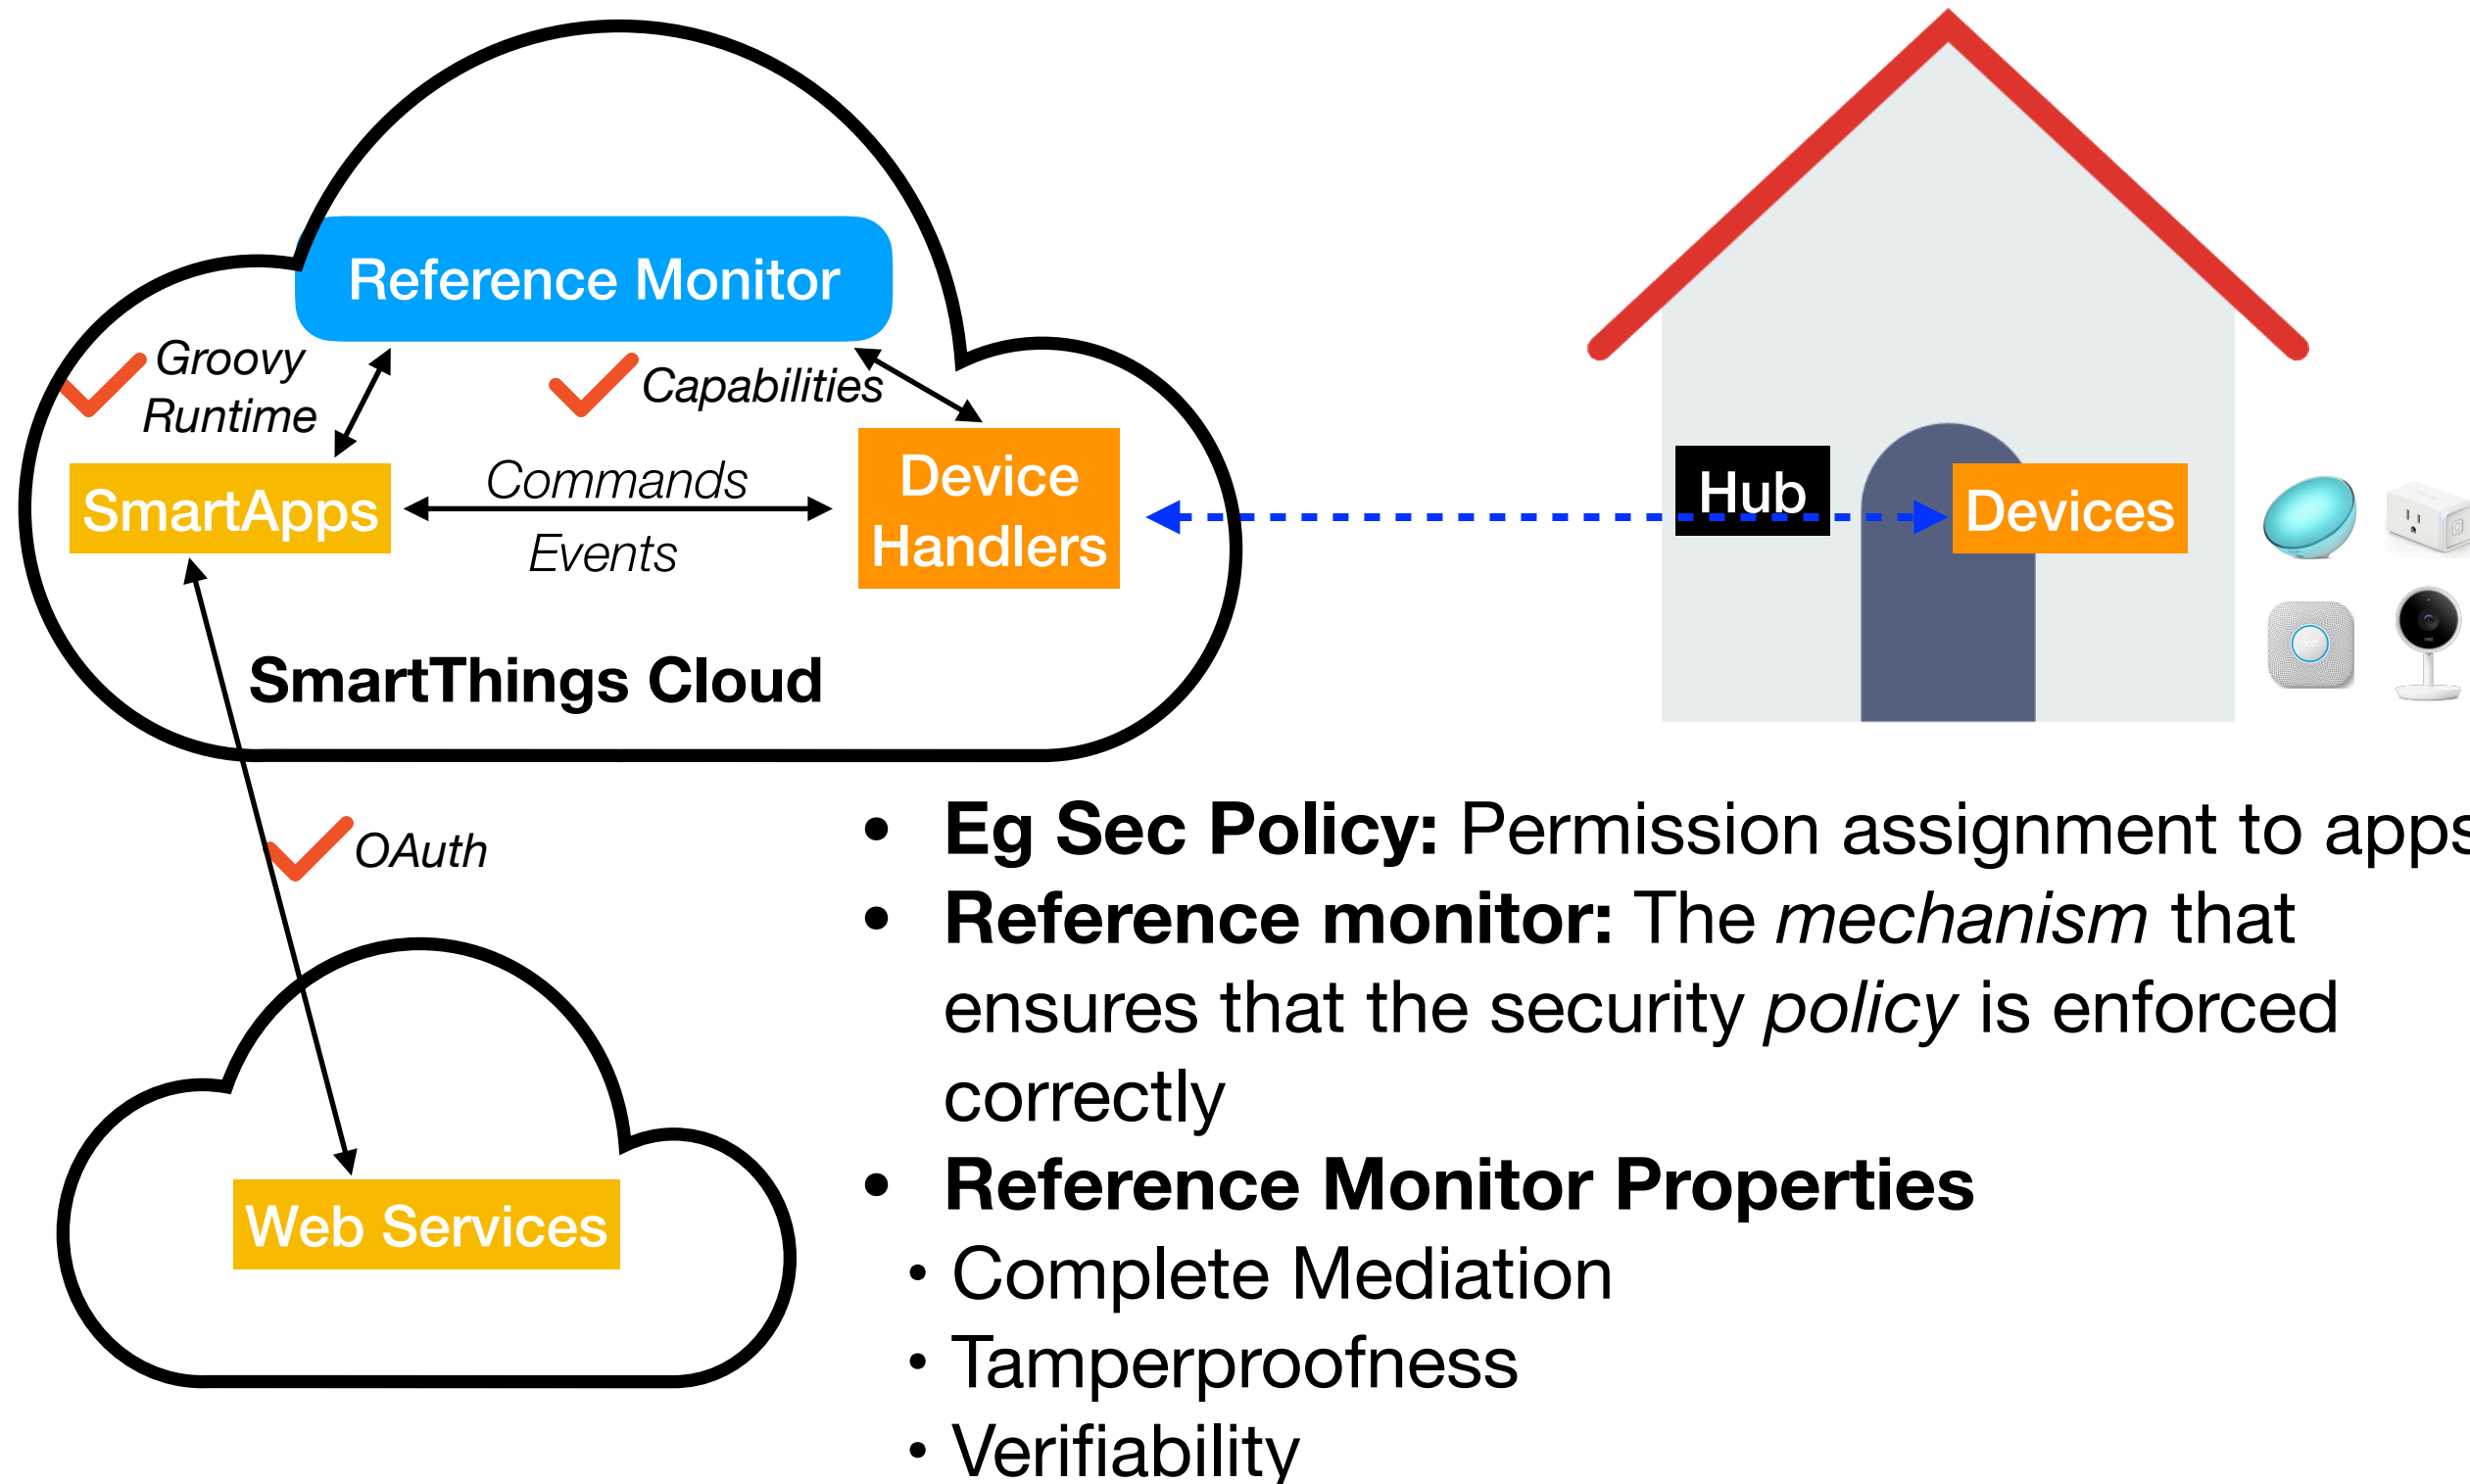 Reference Monitor
Groovy
Runtime
Capabilities
SmartApps
Commands
Events
Device
Handlers
SmartThings Cloud
Hub
Devices
OAuth
Web Services
• Eg Sec Policy: Permission assignment to apps
• Reference monitor: The mechanism that
ensures that the security policy is enforced
correctly
• Reference Monitor Properties
• Complete Mediation
• Tamperproofness
• Verifiability